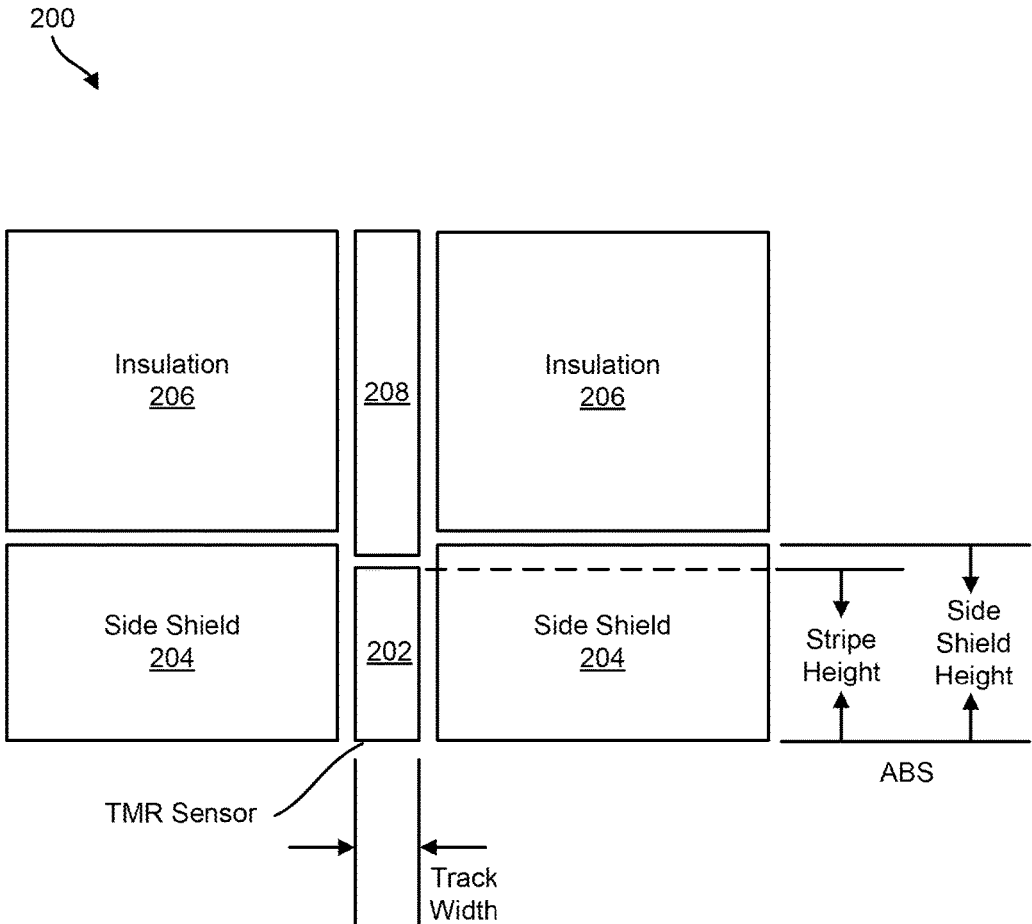 200
Insulation
206
208
Insulation
206
Side Shield
204
202
Side Shield
204
Stripe
Height
Side
Shield
Height
ABS
TMR Sensor
Track
Width